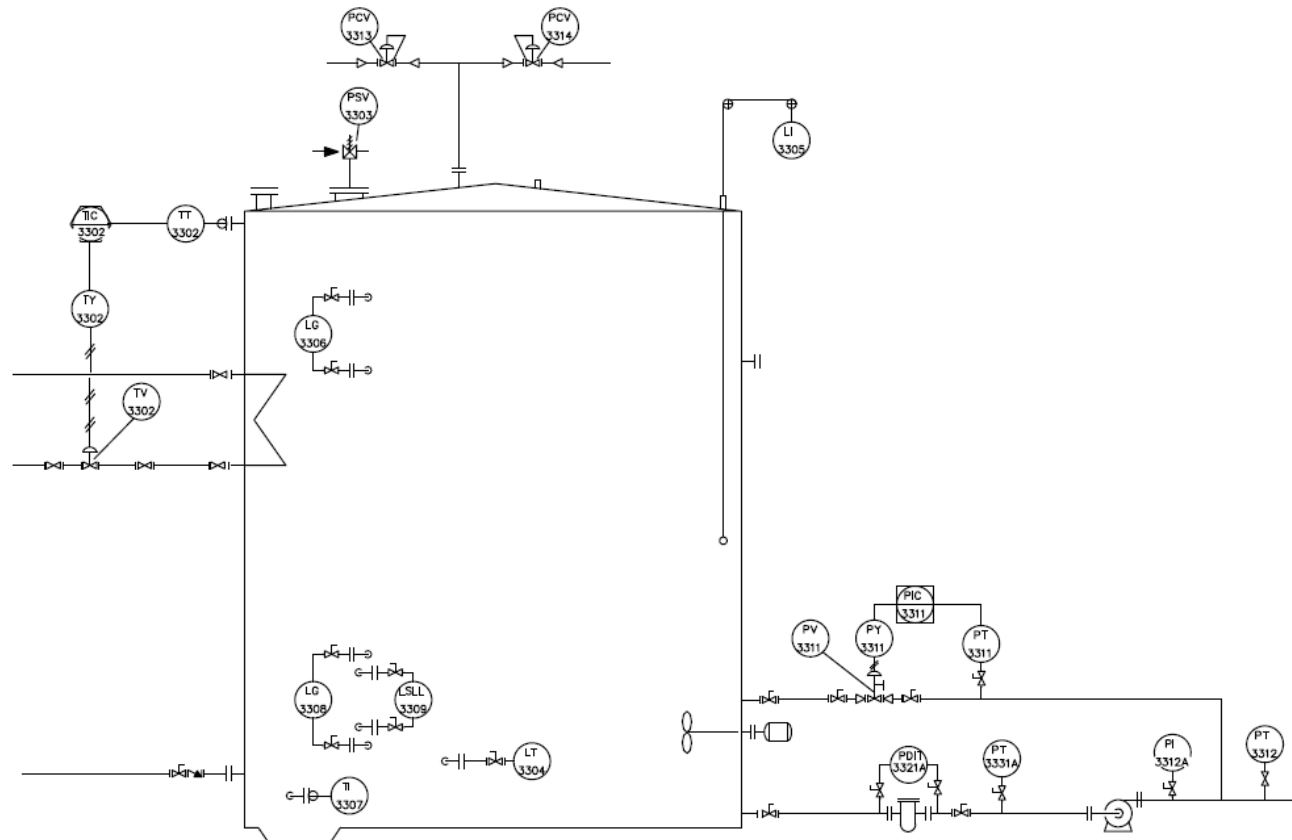 PCV
3313
PCV
3314
PSV
3303
LI
3305
TIC
3302
TT
3302
TY
3302
LG
3306
TV
3302
PIC
3311
PV
3311
PY
3311
PT
3311
LG
3308
LSLL
3309
LT
3304
PDIT
3321A
PT
3331A
PI
3312A
PT
3312
TI
3307